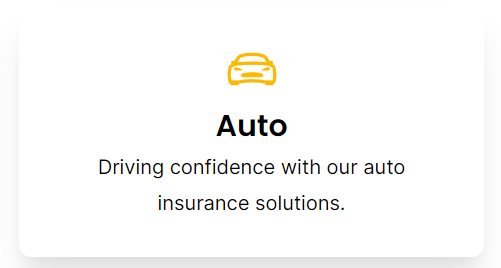 Auto
Driving confidence with our auto
insurance solutions.